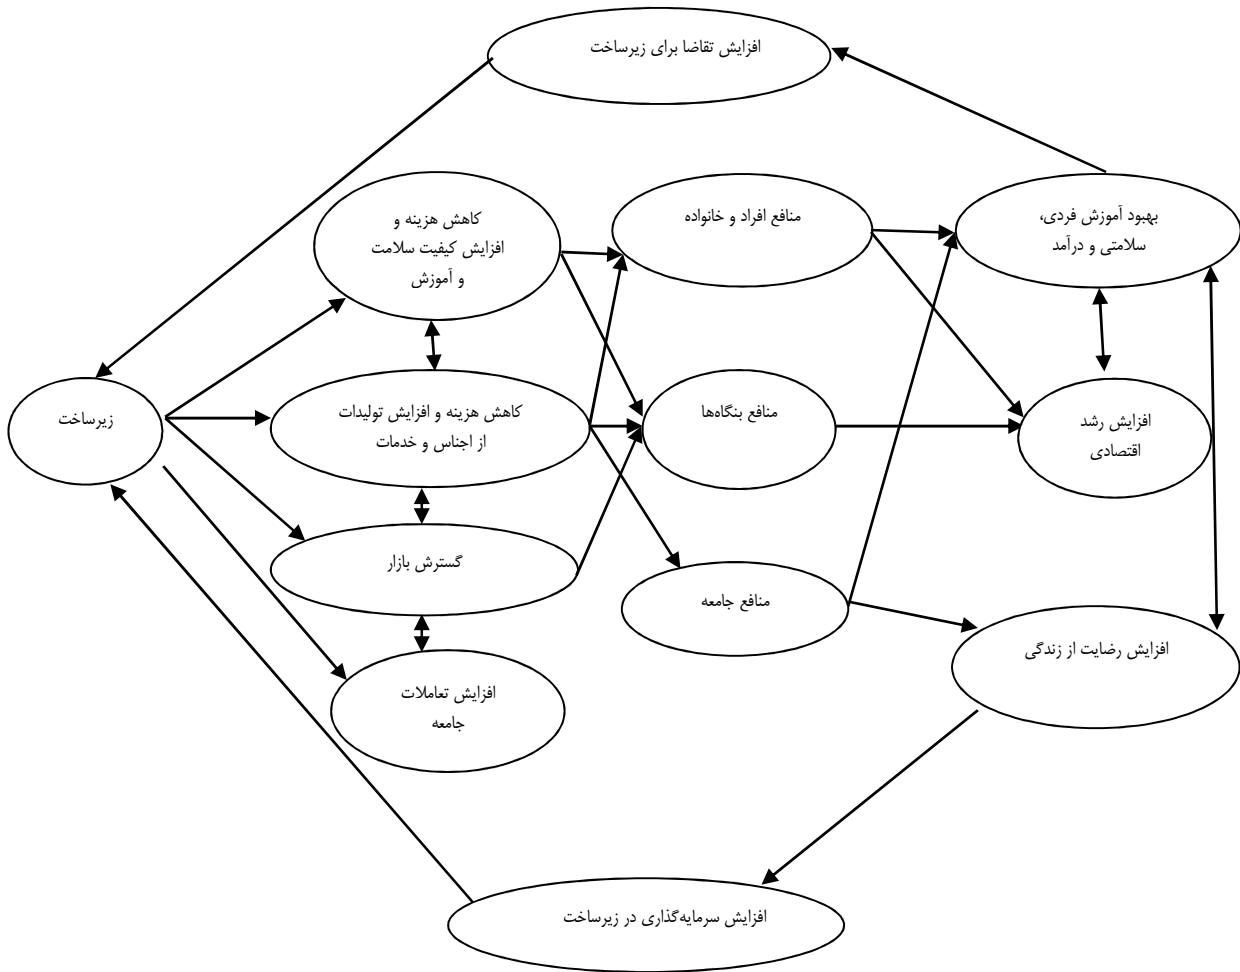 افزایش تقاضا برای زیرساخت
بهبود آموزش فردی،
سلامتی و درآمد
منافع افراد و خانواده
کاهش هزینه و
افزایش کیفیت سلامت
و آموزش
افزایش رشد
اقتصادی
منافع بنگاه‌ها
کاهش هزینه و افزایش تولیدات
از اجناس و خدمات
زیرساخت
گسترش بازار
منافع جامعه
افزایش رضایت از زندگی
افزایش تعاملات
جامعه
افزایش سرمایه‌گذاری در زیرساخت